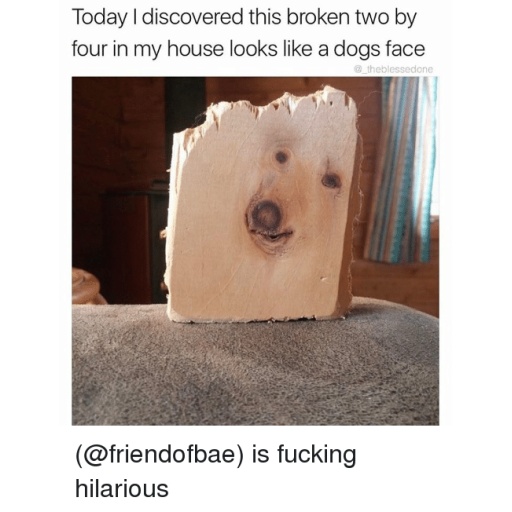 Today I discovered this broken two by
four in my house looks like a dogs face
@_theblessedone
(@friendofbae) is fucking
hilarious